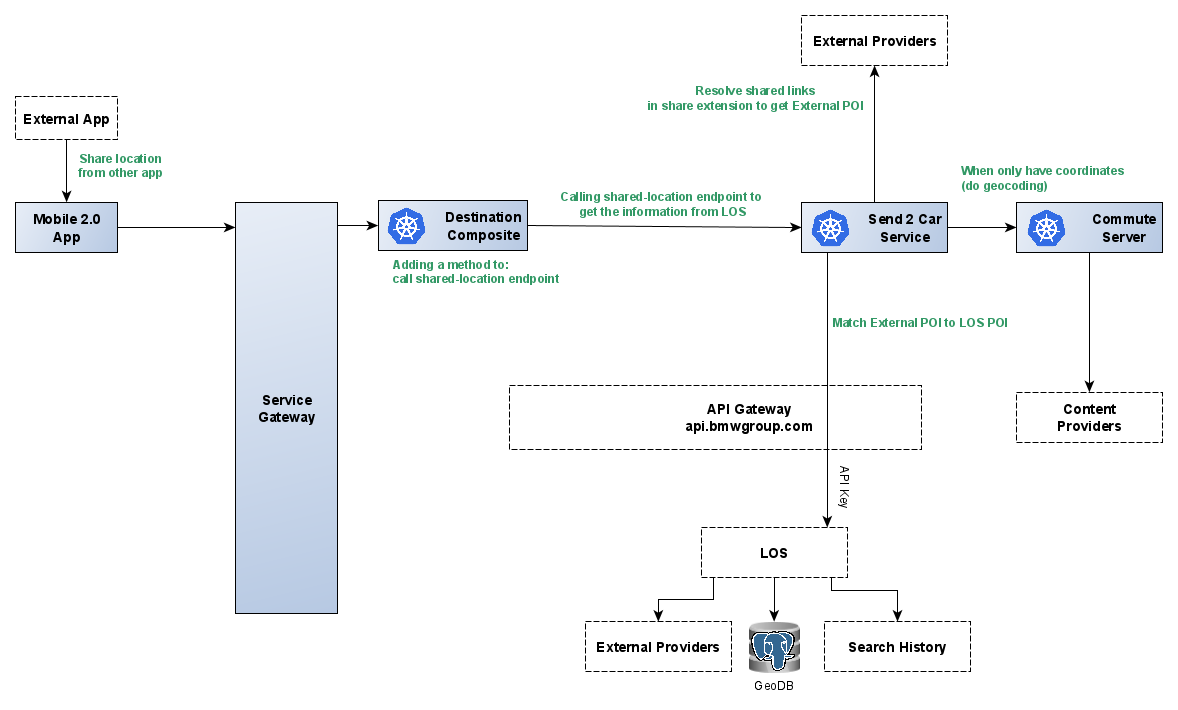 External Providers
Resolve shared links
in share extension to get External POI
External App
Share location
from other app
When only have coordinates
(do geocoding)
Calling shared-location endpoint to
get the information from LOS
Mobile 2.0
App
Destination
Composite
Send 2 Car
Service
Commute
Server
Adding a method to:
call shared-location endpoint
Match External POI to LOS POI
Service
Gateway
API Gateway
api.bmwgroup.com
Content
Providers
API Key
LOS
External Providers
GeoDB
Search History